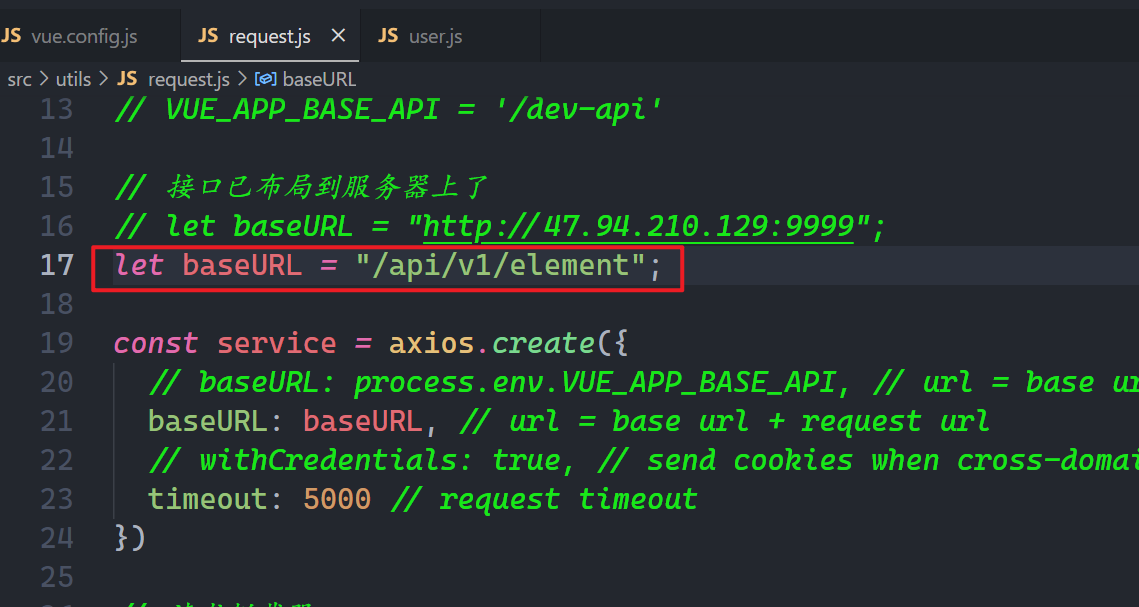 JS vue.config.js JS request.js × JS user.js
src > utils > JS request.js > baseURL
13 // VUE_APP_BASE_API = '/dev-api'
14
15 // 接口已布局到服务器上了
16 // let baseURL = "http://47.94.210.129:9999";
17 let baseURL = "/api/v1/element";
18
19 const service = axios.create({
20 // baseURL: process.env.VUE_APP_BASE_API, // url = base ur
21 baseURL: baseURL, // url = base url + request url
22 // withCredentials: true, // send cookies when cross-domai
23 timeout: 5000 // request timeout
24 })
25